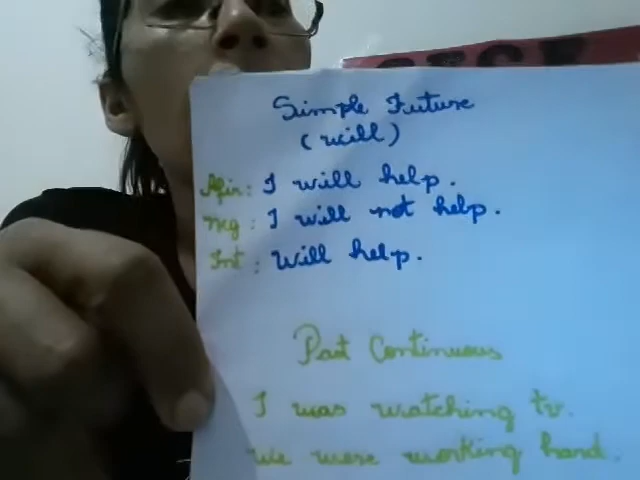 Simple Future
(will)
Afir: I will help.
Neg: I will not help.
Int: Will help.
Past Continuous
I was watching tv.
We were working hard.